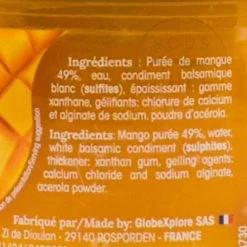 Ingrédients: Purée de mangue
49%, eau, condiment balsamique
blanc (sulfites), épaississant : gomme
xanthane, gélifiants: chlorure de calcium
et alginate de sodium, poudre d'acérola.
Ingredients: Mango purée 49%, water,
white balsamic condiment (sulphites),
thickener: xanthan gum, gelling agents:
calcium chloride and sodium alginate,
acerola powder.
Fabriqué par/Made by: GlobeXplore SAS
ZI de Dioulan - 29140 ROSPORDEN - FRANCE
suggestion